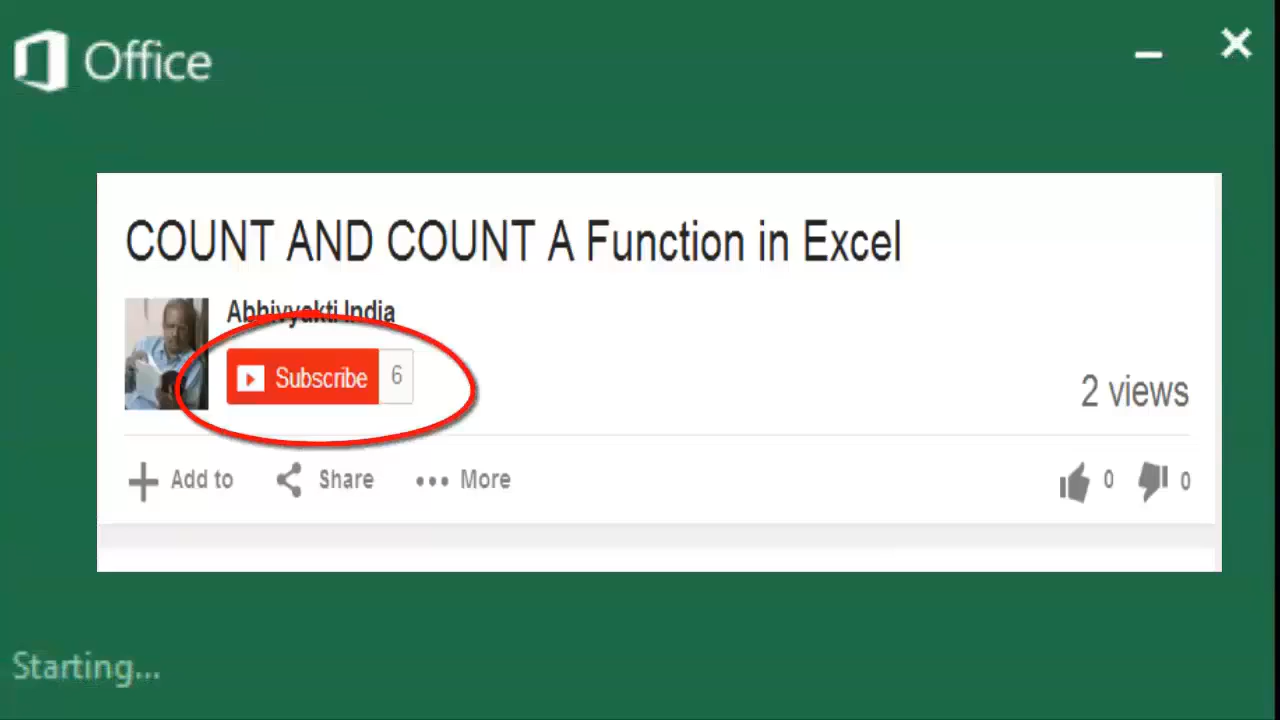 Office
COUNT AND COUNT A Function in Excel
Abhivyakti India
Subscribe 6
2 views
Add to Share More 0 0
Starting...